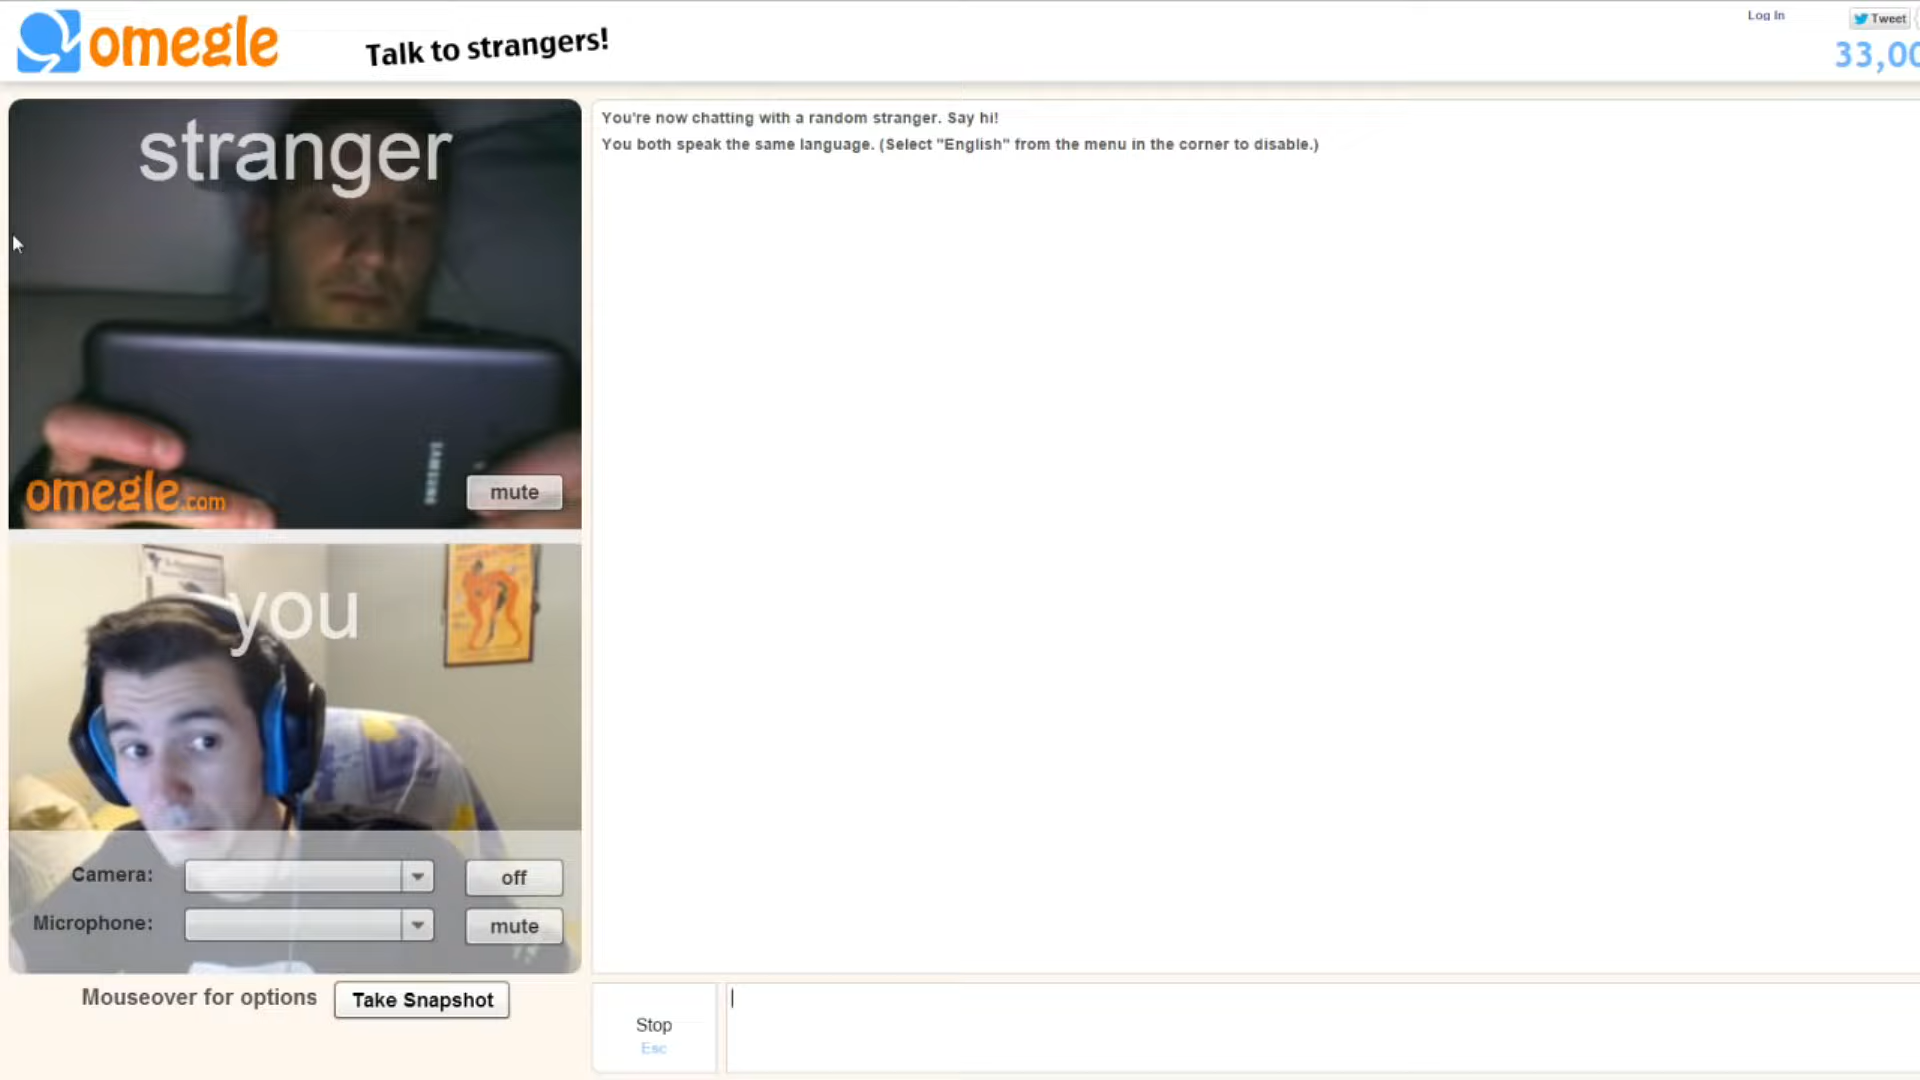 omegle
Talk to strangers!
Log In
Tweet
33,00
stranger
You're now chatting with a random stranger. Say hi!
You both speak the same language. (Select "English" from the menu in the corner to disable.)
SAMSUNG
omegle.com
mute
you
Camera:
off
Microphone:
mute
Mouseover for options
Take Snapshot
Stop
Esc